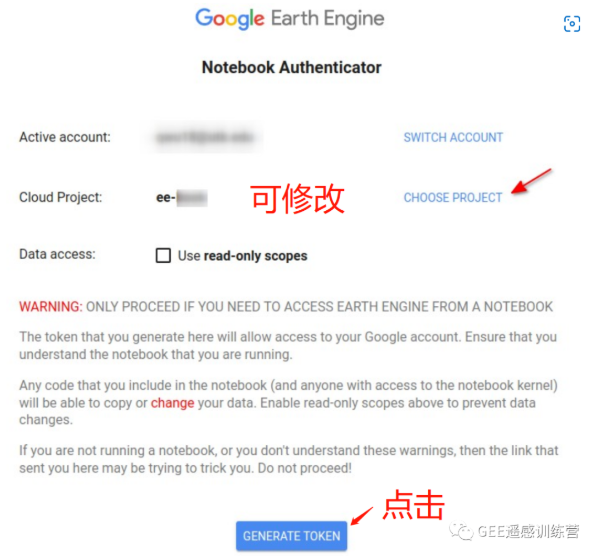 Google Earth Engine
Notebook Authenticator
Active account:
SWITCH ACCOUNT
Cloud Project: ee-
可修改
CHOOSE PROJECT
Data access: Use read-only scopes
WARNING: ONLY PROCEED IF YOU NEED TO ACCESS EARTH ENGINE FROM A NOTEBOOK
The token that you generate here will allow access to your Google account. Ensure that you
understand the notebook that you are running.
Any code that you include in the notebook (and anyone with access to the notebook kernel)
will be able to copy or change your data. Enable read-only scopes above to prevent data
changes.
If you are not running a notebook, or you don't understand these warnings, then the link that
sent you here may be trying to trick you. Do not proceed!
点击
GENERATE TOKEN
GEE遥感训练营